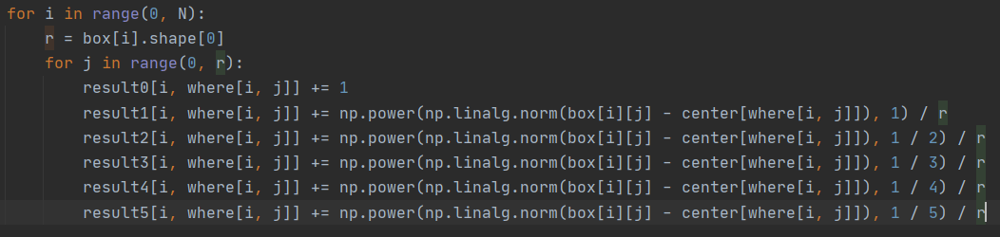 for i in range(0, N):
    r = box[i].shape[0]
    for j in range(0, r):
        result0[i, where[i, j]] += 1
        result1[i, where[i, j]] += np.power(np.linalg.norm(box[i][j] - center[where[i, j]]), 1) / r
        result2[i, where[i, j]] += np.power(np.linalg.norm(box[i][j] - center[where[i, j]]), 1 / 2) / r
        result3[i, where[i, j]] += np.power(np.linalg.norm(box[i][j] - center[where[i, j]]), 1 / 3) / r
        result4[i, where[i, j]] += np.power(np.linalg.norm(box[i][j] - center[where[i, j]]), 1 / 4) / r
        result5[i, where[i, j]] += np.power(np.linalg.norm(box[i][j] - center[where[i, j]]), 1 / 5) / r